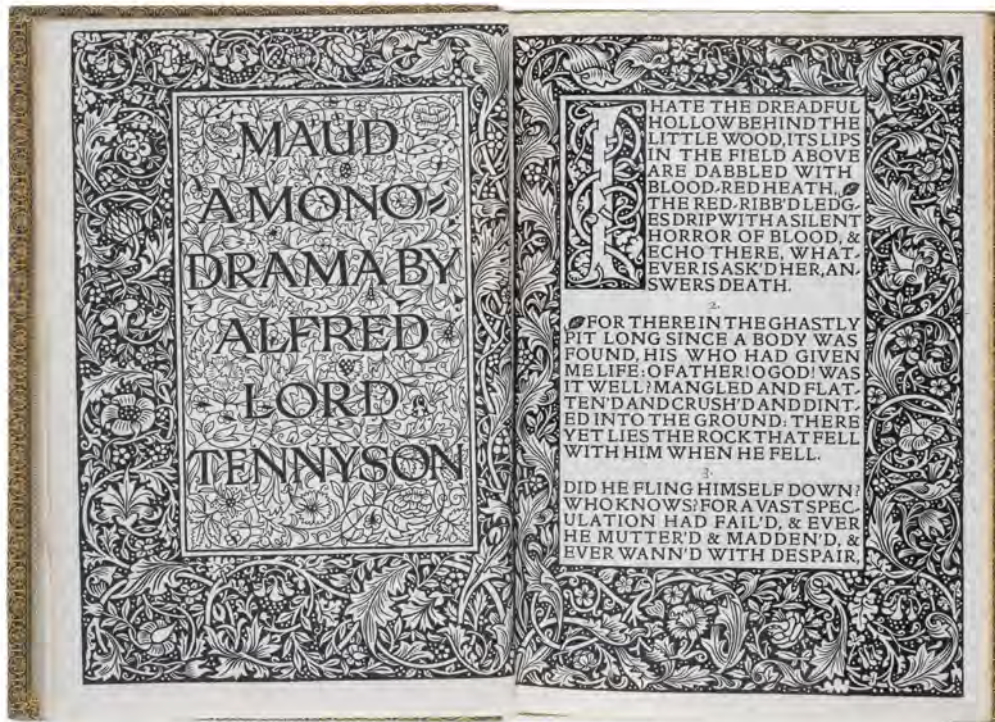 MAUD
A MONO-
DRAMA BY
ALFRED
LORD
TENNYSON
I HATE THE DREADFUL
HOLLOW BEHIND THE
LITTLE WOOD, ITS LIPS
IN THE FIELD ABOVE
ARE DABBLED WITH
BLOOD-RED HEATH,
THE RED-RIBB'D LEDG-
ES DRIP WITH A SILENT
HORROR OF BLOOD, &
ECHO THERE, WHAT-
EVER IS ASK'D HER, AN-
SWERS DEATH.
2.
FOR THERE IN THE GHASTLY
PIT LONG SINCE A BODY WAS
FOUND, HIS WHO HAD GIVEN
ME LIFE: O FATHER! O GOD! WAS
IT WELL? MANGLED AND FLAT-
TEN'D AND CRUSH'D AND DINT-
ED INTO THE GROUND: THERE
YET LIES THE ROCK THAT FELL
WITH HIM WHEN HE FELL.
3.
DID HE FLING HIMSELF DOWN?
WHO KNOWS? FOR A VAST SPEC-
ULATION HAD FAIL'D, & EVER
HE MUTTER'D & MADDEN'D, &
EVER WANN'D WITH DESPAIR,